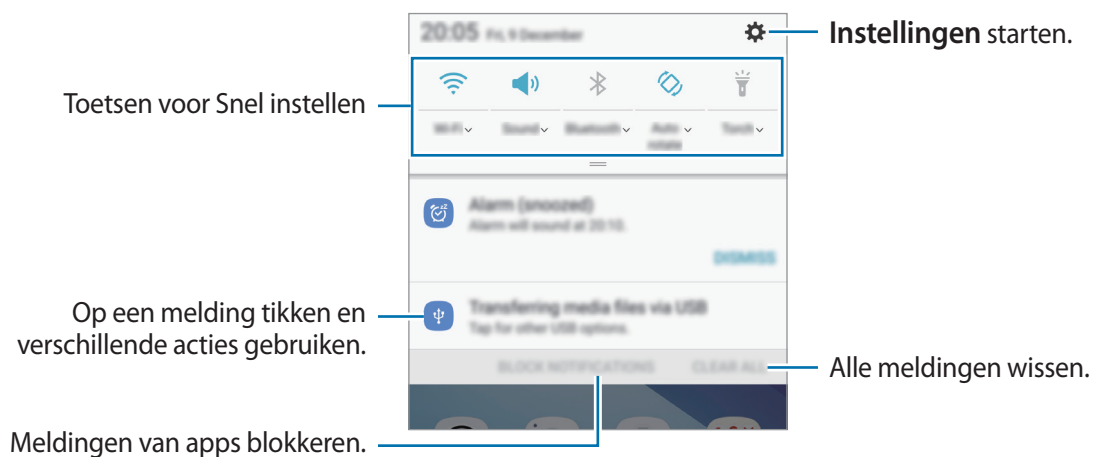 20:05 Fri, 9 December
Instellingen starten.
Toetsen voor Snel instellen
Wi-Fi
Sound
Bluetooth
Auto
rotate
Torch
Alarm (snoozed)
Alarm will sound at 20:10.
DISMISS
Op een melding tikken en
verschillende acties gebruiken.
Transferring media files via USB
Tap for other USB options.
BLOCK NOTIFICATIONS CLEAR ALL
Alle meldingen wissen.
Meldingen van apps blokkeren.